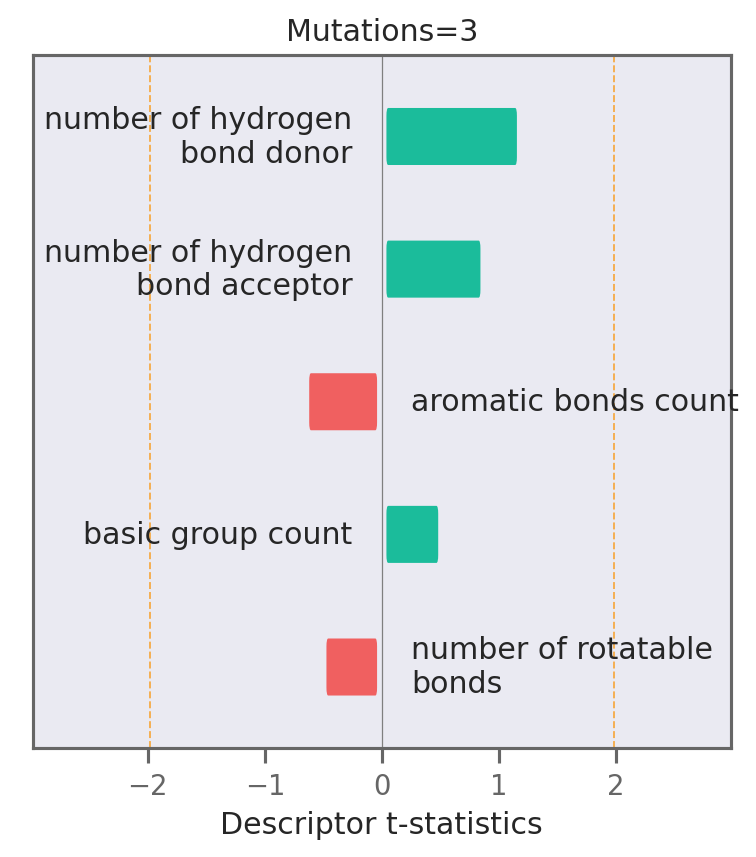 Mutations=3
number of hydrogen
bond donor
number of hydrogen
bond acceptor
aromatic bonds count
basic group count
number of rotatable
bonds
−2 −1 0 1 2
Descriptor t-statistics